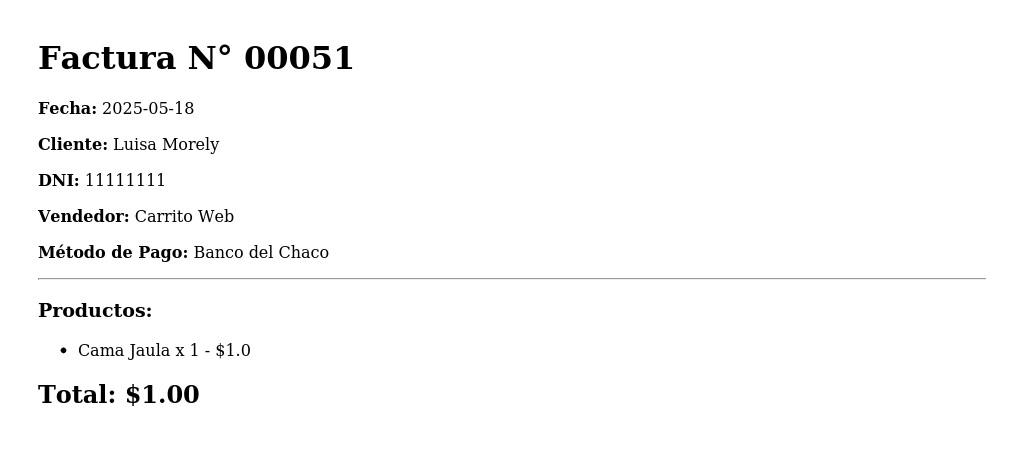 Factura N° 00051
Fecha: 2025-05-18
Cliente: Luisa Morely
DNI: 11111111
Vendedor: Carrito Web
Método de Pago: Banco del Chaco
Productos:
• Cama Jaula x 1 - $1.0
Total: $1.00